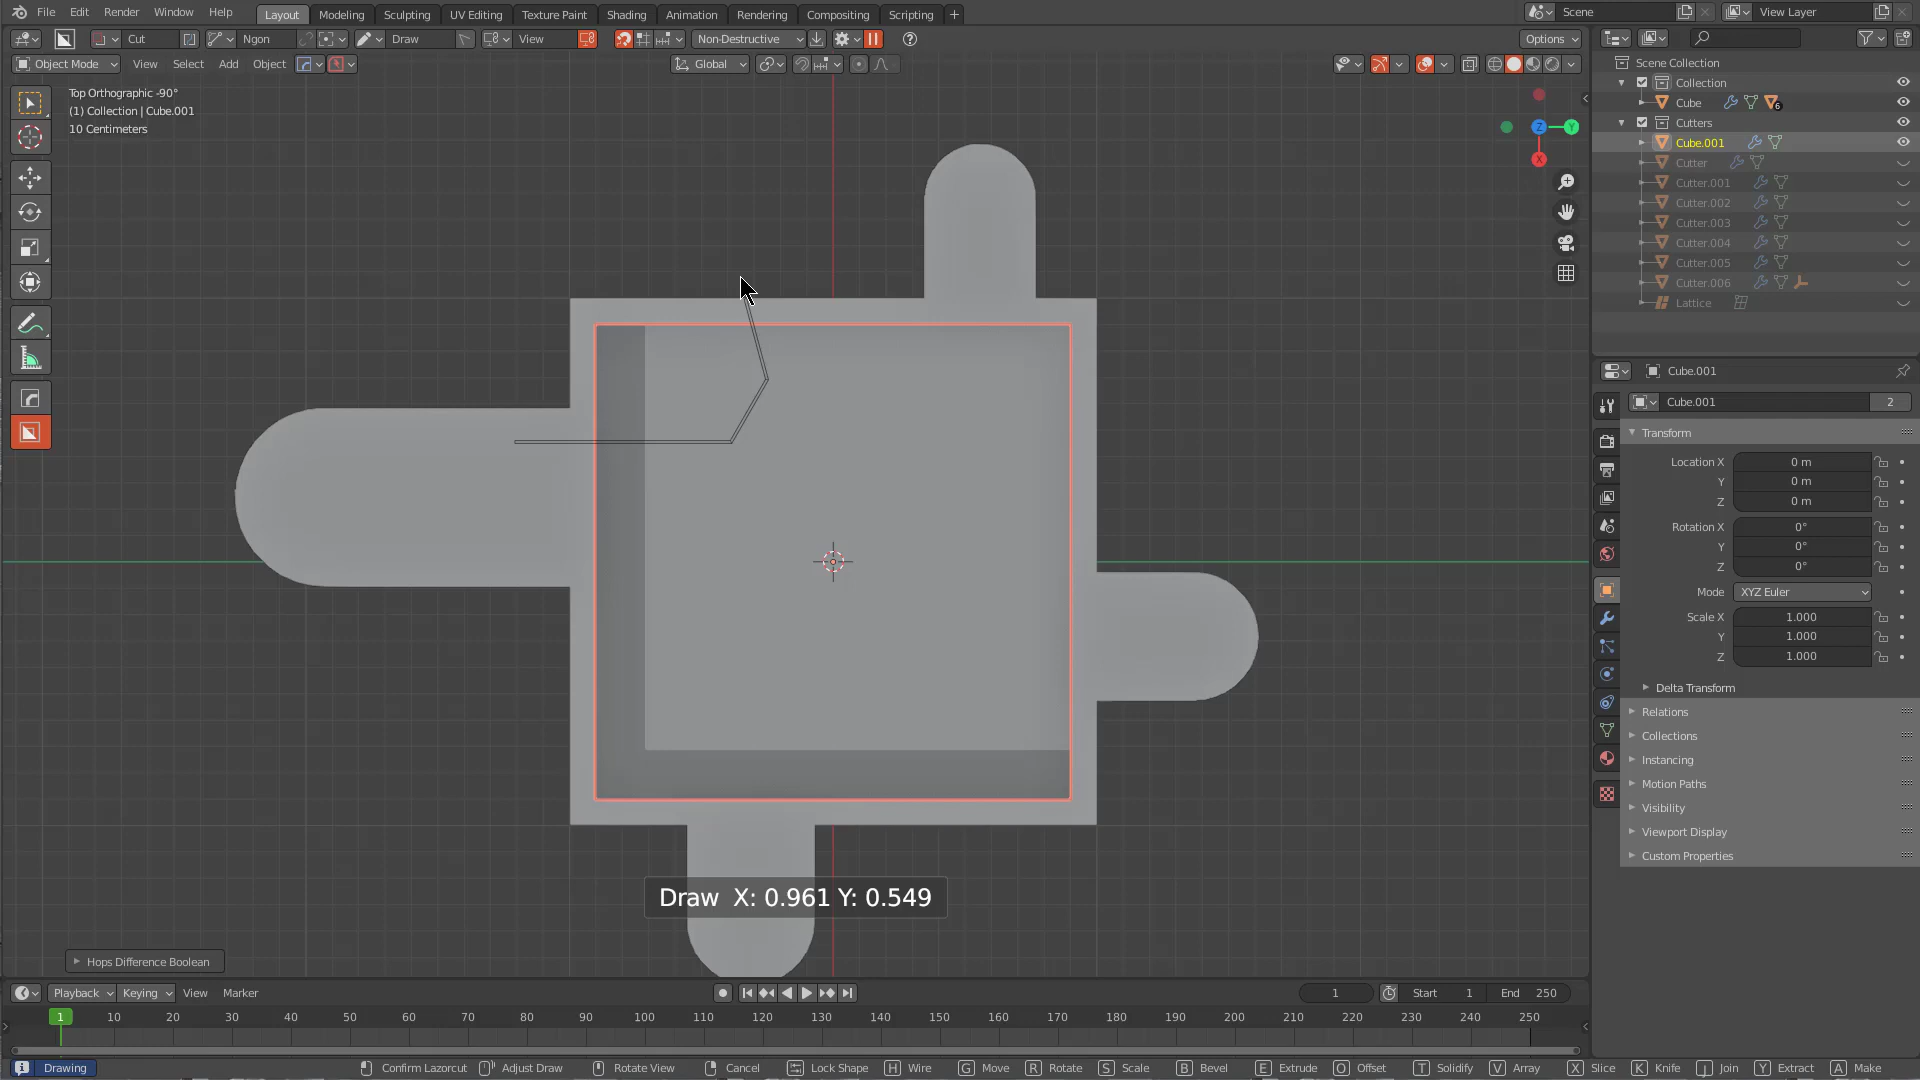 File Edit Render Window Help Layout Modeling Sculpting UV Editing Texture Paint Shading Animation Rendering Compositing Scripting + Scene View Layer
Cut Ngon Draw View Non-Destructive Options
Object Mode View Select Add Object Global
Top Orthographic -90°
(1) Collection | Cube.001
10 Centimeters
Z
Y
X
Scene Collection
Collection
Cube 6
Cutters
Cube.001
Cutter
Cutter.001
Cutter.002
Cutter.003
Cutter.004
Cutter.005
Cutter.006
Lattice
Cube.001
Cube.001 2
Transform
Location X 0 m
Y 0 m
Z 0 m
Rotation X 0°
Y 0°
Z 0°
Mode XYZ Euler
Scale X 1.000
Y 1.000
Z 1.000
Delta Transform
Relations
Collections
Instancing
Motion Paths
Visibility
Viewport Display
Custom Properties
Draw X: 0.961 Y: 0.549
Hops Difference Boolean
Playback Keying View Marker 1 Start 1 End 250
1 10 20 30 40 50 60 70 80 90 100 110 120 130 140 150 160 170 180 190 200 210 220 230 240 250
Drawing Confirm Lazorcut Adjust Draw Rotate View Cancel Lock Shape H Wire G Move R Rotate S Scale B Bevel E Extrude O Offset T Solidify V Array X Slice K Knife J Join Y Extract A Make